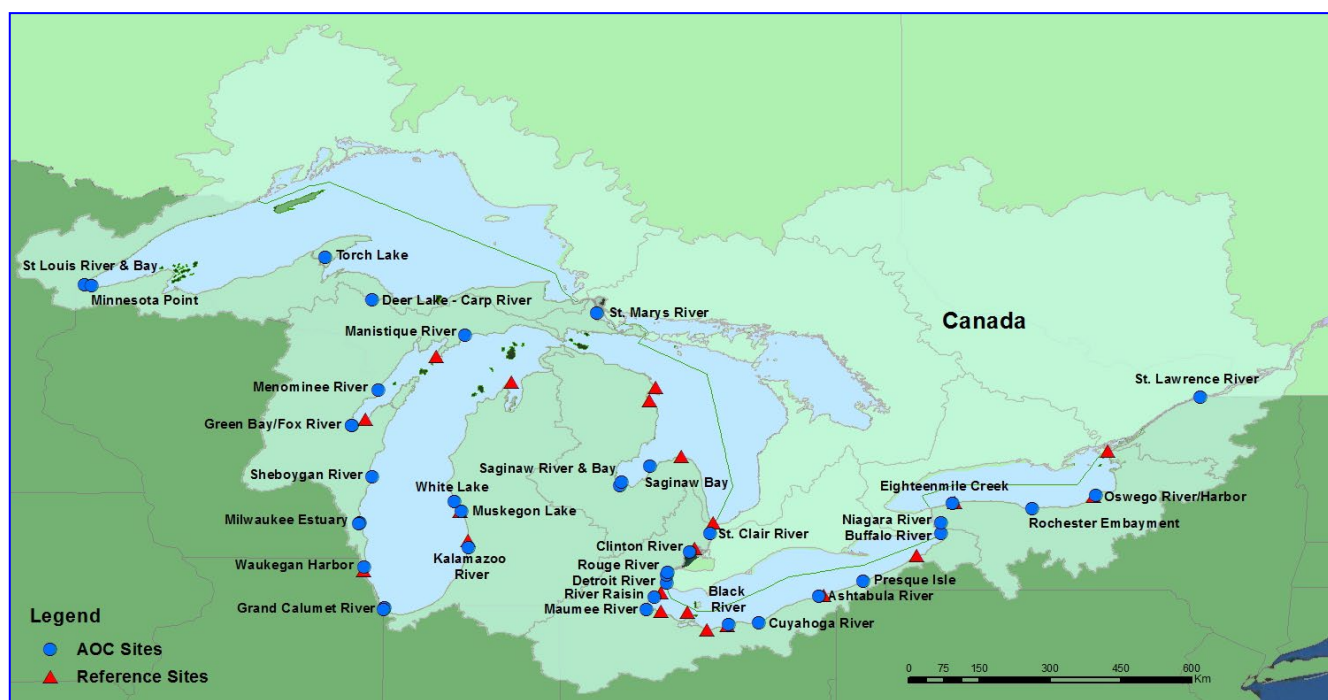 Canada
St Louis River & Bay
Minnesota Point
Torch Lake
Deer Lake - Carp River
St. Marys River
Manistique River
Menominee River
Green Bay/Fox River
St. Lawrence River
Sheboygan River
Saginaw River & Bay
Saginaw Bay
White Lake
Muskegon Lake
Eighteenmile Creek
Oswego River/Harbor
Rochester Embayment
Milwaukee Estuary
Niagara River
Buffalo River
St. Clair River
Clinton River
Kalamazoo
River
Waukegan Harbor
Rouge River
Detroit River
River Raisin
Maumee River
Black
River
Presque Isle
Ashtabula River
Cuyahoga River
Grand Calumet River
Legend
AOC Sites
Reference Sites
0 75 150 300 450 600
Km